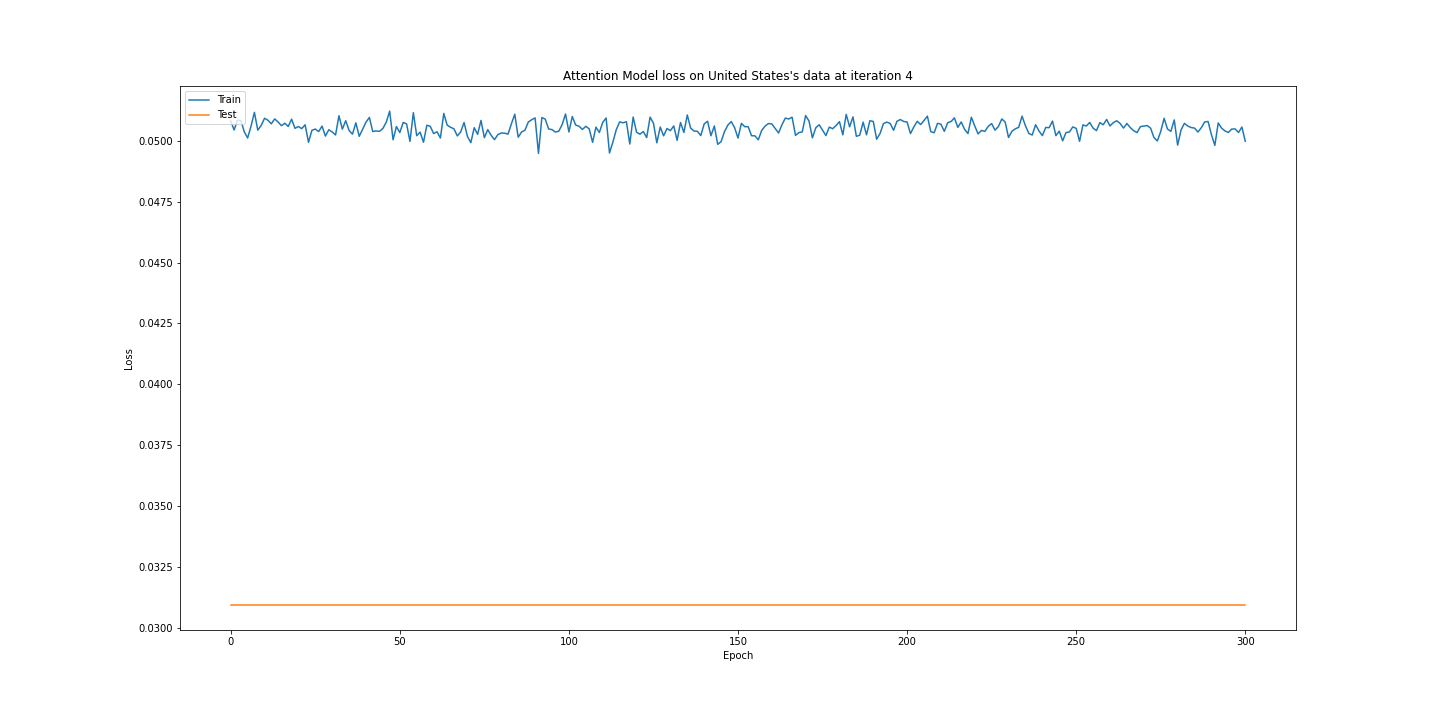 Attention Model loss on United States's data at iteration 4
Train
Test
0.0500
0.0475
0.0450
0.0425
0.0400
0.0375
0.0350
0.0325
0.0300
Loss
0 50 100 150 200 250 300
Epoch